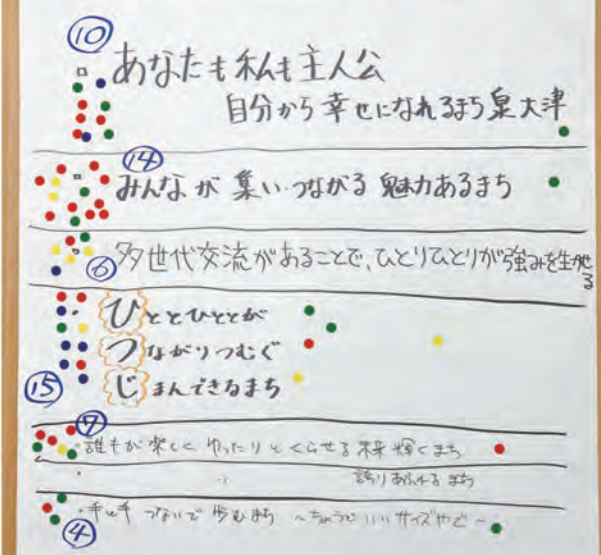 ⑩
あなたも私も主人公
自分から幸せになれるまち泉大津
⑭
みんなが集い・つながる魅力あるまち
⑥
多世代交流があることで、ひとりひとりが強みを生かせる
ひととひととが
つながりつむぐ
じまんできるまち
⑮
⑦
・誰もが楽しくゆったりとくらせる未来輝くまち
誇りあふれるまち
・手と手つないで歩むまち ～ちょうどいいサイズやで～
④